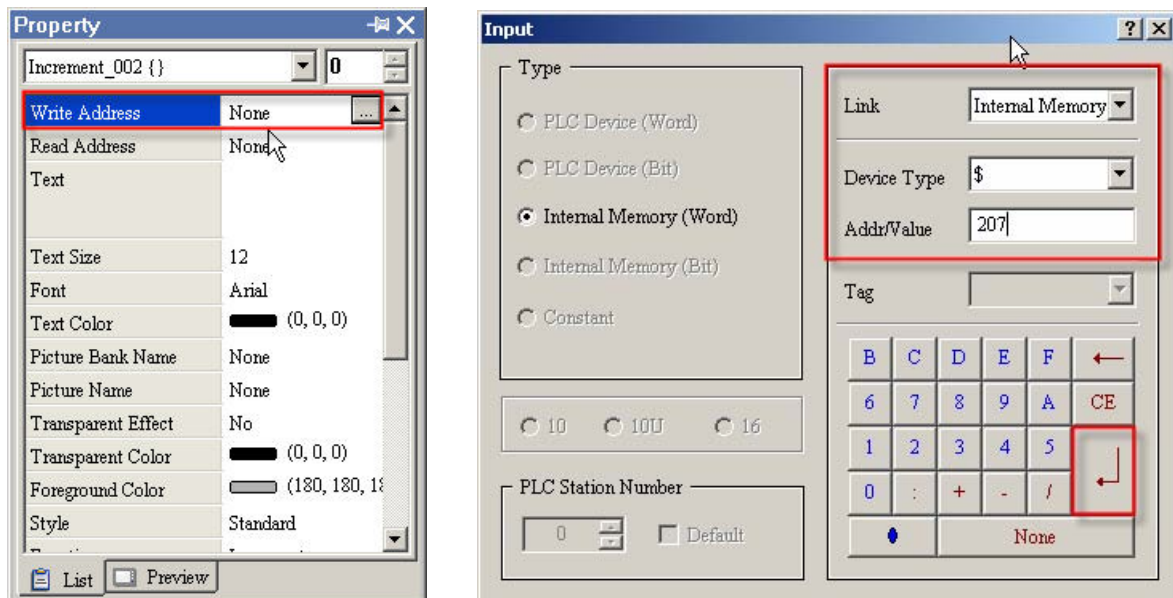 Property
Increment_002 {} 0
Write Address None ...
Read Address None
Text
Text Size 12
Font Arial
Text Color (0, 0, 0)
Picture Bank Name None
Picture Name None
Transparent Effect No
Transparent Color (0, 0, 0)
Foreground Color (180, 180, 18
Style Standard
List Preview
Input ?
Type
PLC Device (Word)
PLC Device (Bit)
Internal Memory (Word)
Internal Memory (Bit)
Constant
10 10U 16
PLC Station Number
0 Default
Link Internal Memory
Device Type $
Addr/Value 207
Tag
B C D E F ←
6 7 8 9 A CE
1 2 3 4 5
0 : + - /
None